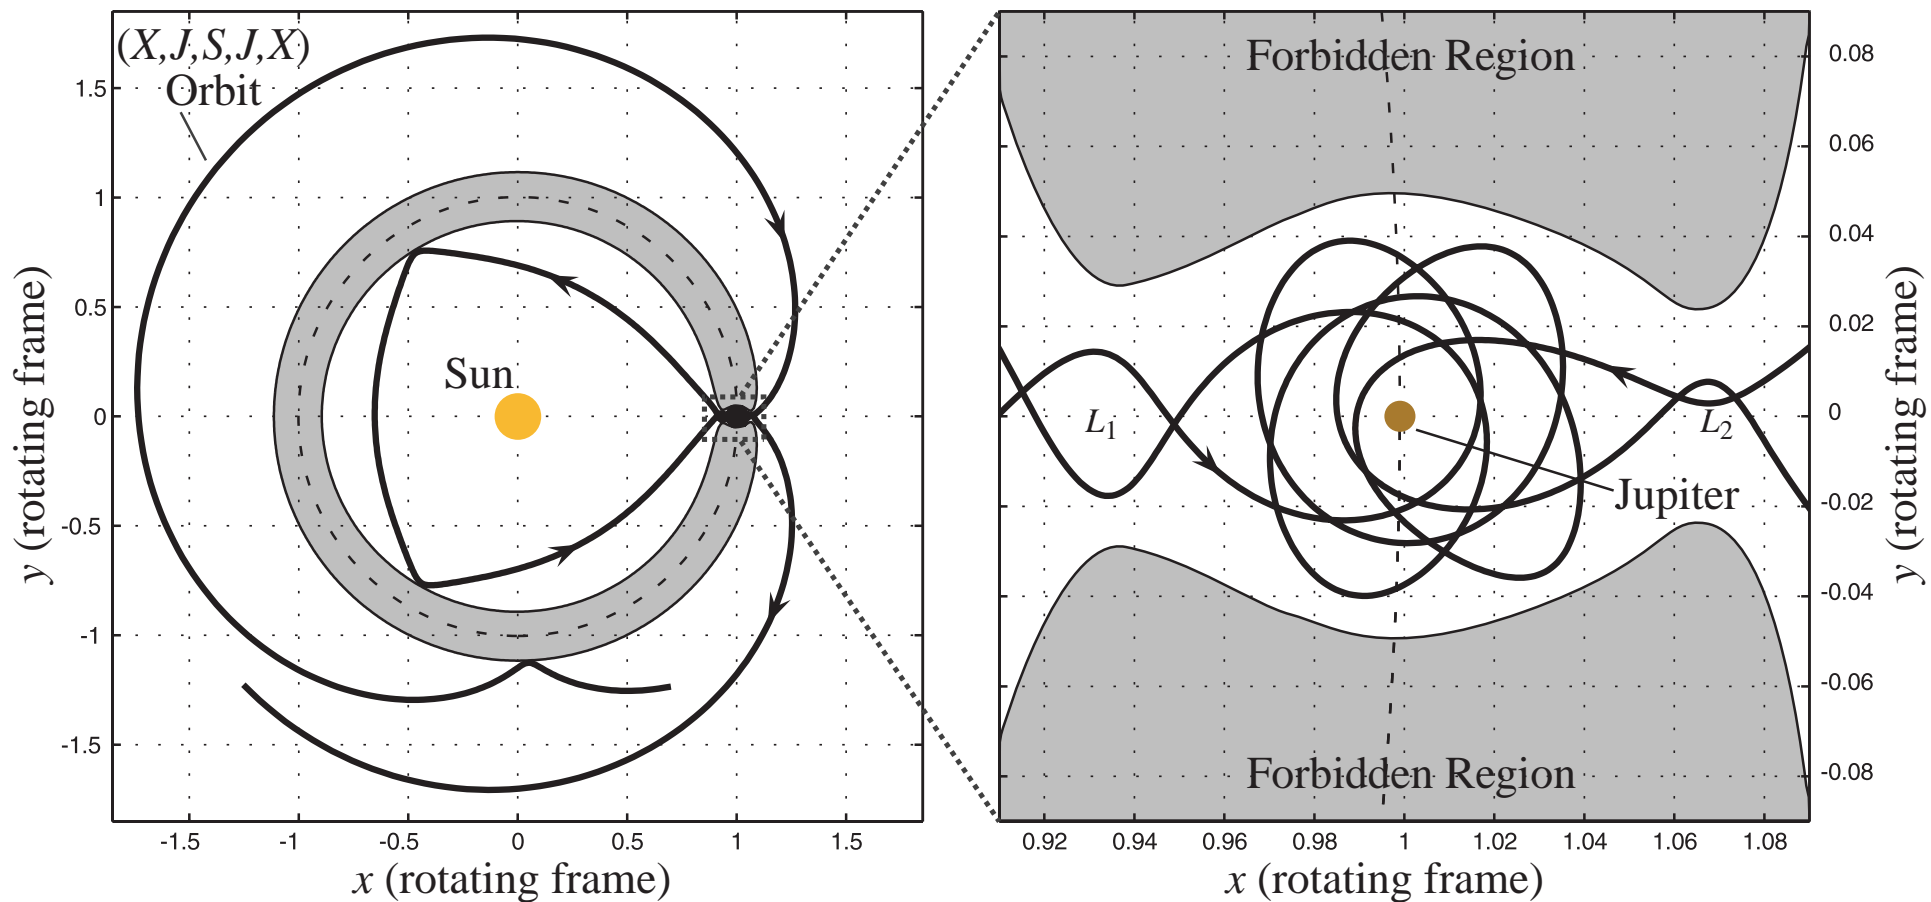 (X,J,S,J,X)
Orbit
Sun
1.5
1
0.5
0
-0.5
-1
-1.5
y (rotating frame)
-1.5
-1
-0.5
0
0.5
1
1.5
x (rotating frame)
Forbidden Region
L1
L2
Jupiter
Forbidden Region
0.08
0.06
0.04
0.02
0
-0.02
-0.04
-0.06
-0.08
y (rotating frame)
0.92
0.94
0.96
0.98
1
1.02
1.04
1.06
1.08
x (rotating frame)